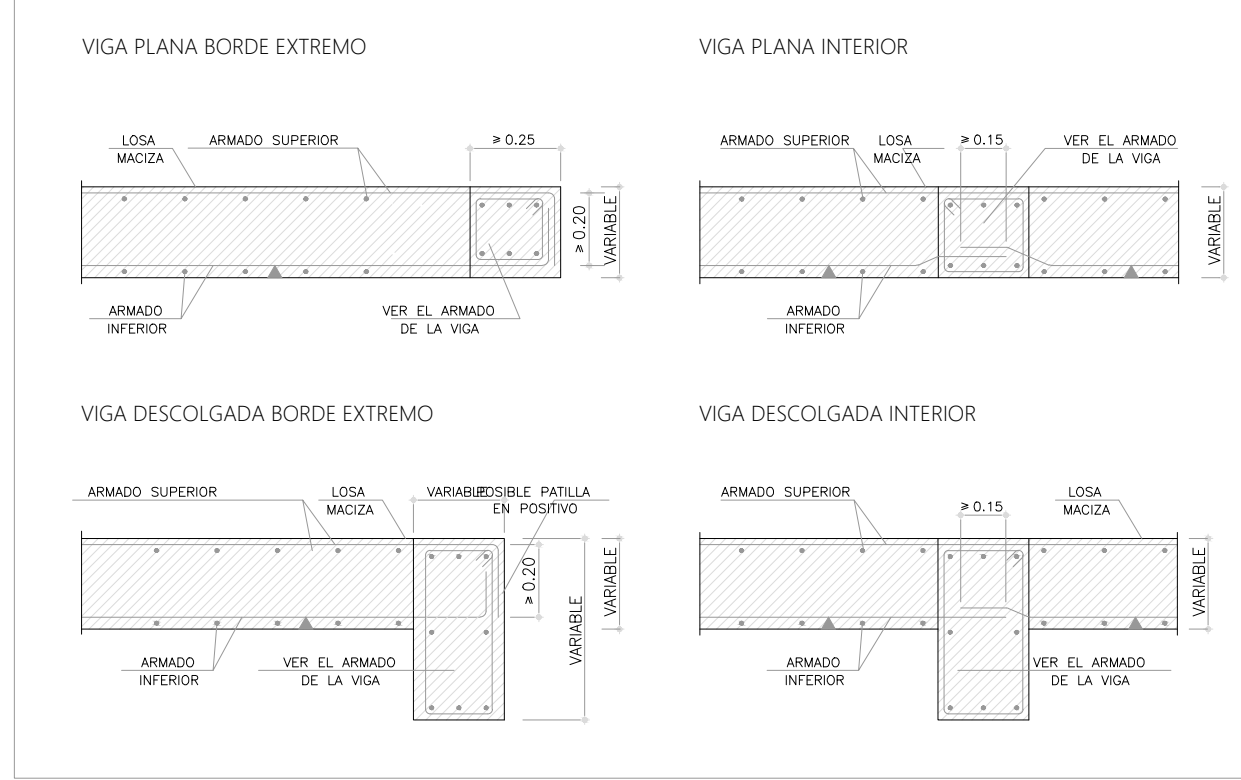 VIGA PLANA BORDE EXTREMO
LOSA
MACIZA
ARMADO SUPERIOR
≥ 0.25
≥ 0.20
VARIABLE
ARMADO
INFERIOR
VER EL ARMADO
DE LA VIGA
VIGA PLANA INTERIOR
ARMADO SUPERIOR
LOSA
MACIZA
≥ 0.15
VER EL ARMADO
DE LA VIGA
VARIABLE
ARMADO
INFERIOR
VIGA DESCOLGADA BORDE EXTREMO
ARMADO SUPERIOR
LOSA
MACIZA
VARIABLE
POSIBLE PATILLA
EN POSITIVO
≥ 0.20
VARIABLE
VARIABLE
ARMADO
INFERIOR
VER EL ARMADO
DE LA VIGA
VIGA DESCOLGADA INTERIOR
ARMADO SUPERIOR
≥ 0.15
LOSA
MACIZA
VARIABLE
ARMADO
INFERIOR
VER EL ARMADO
DE LA VIGA